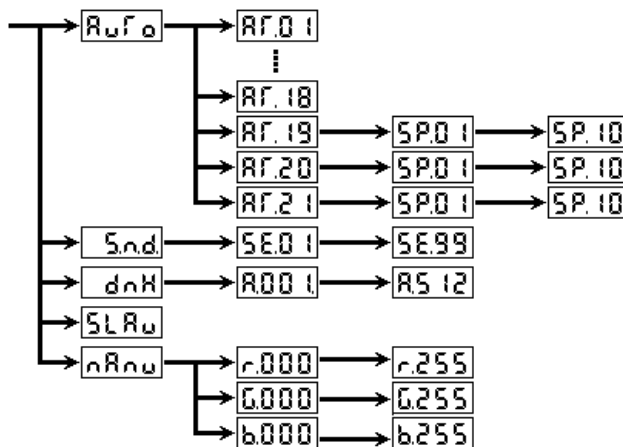 AuTo AT.01
AT.18
AT.19 SP.01 SP.10
AT.20 SP.01 SP.10
AT.21 SP.01 SP.10
S.n.d. SE.01 SE.99
dnX A.001. A.512
SLAu
nAnu r.000 r.255
G.000 G.255
b.000 b.255